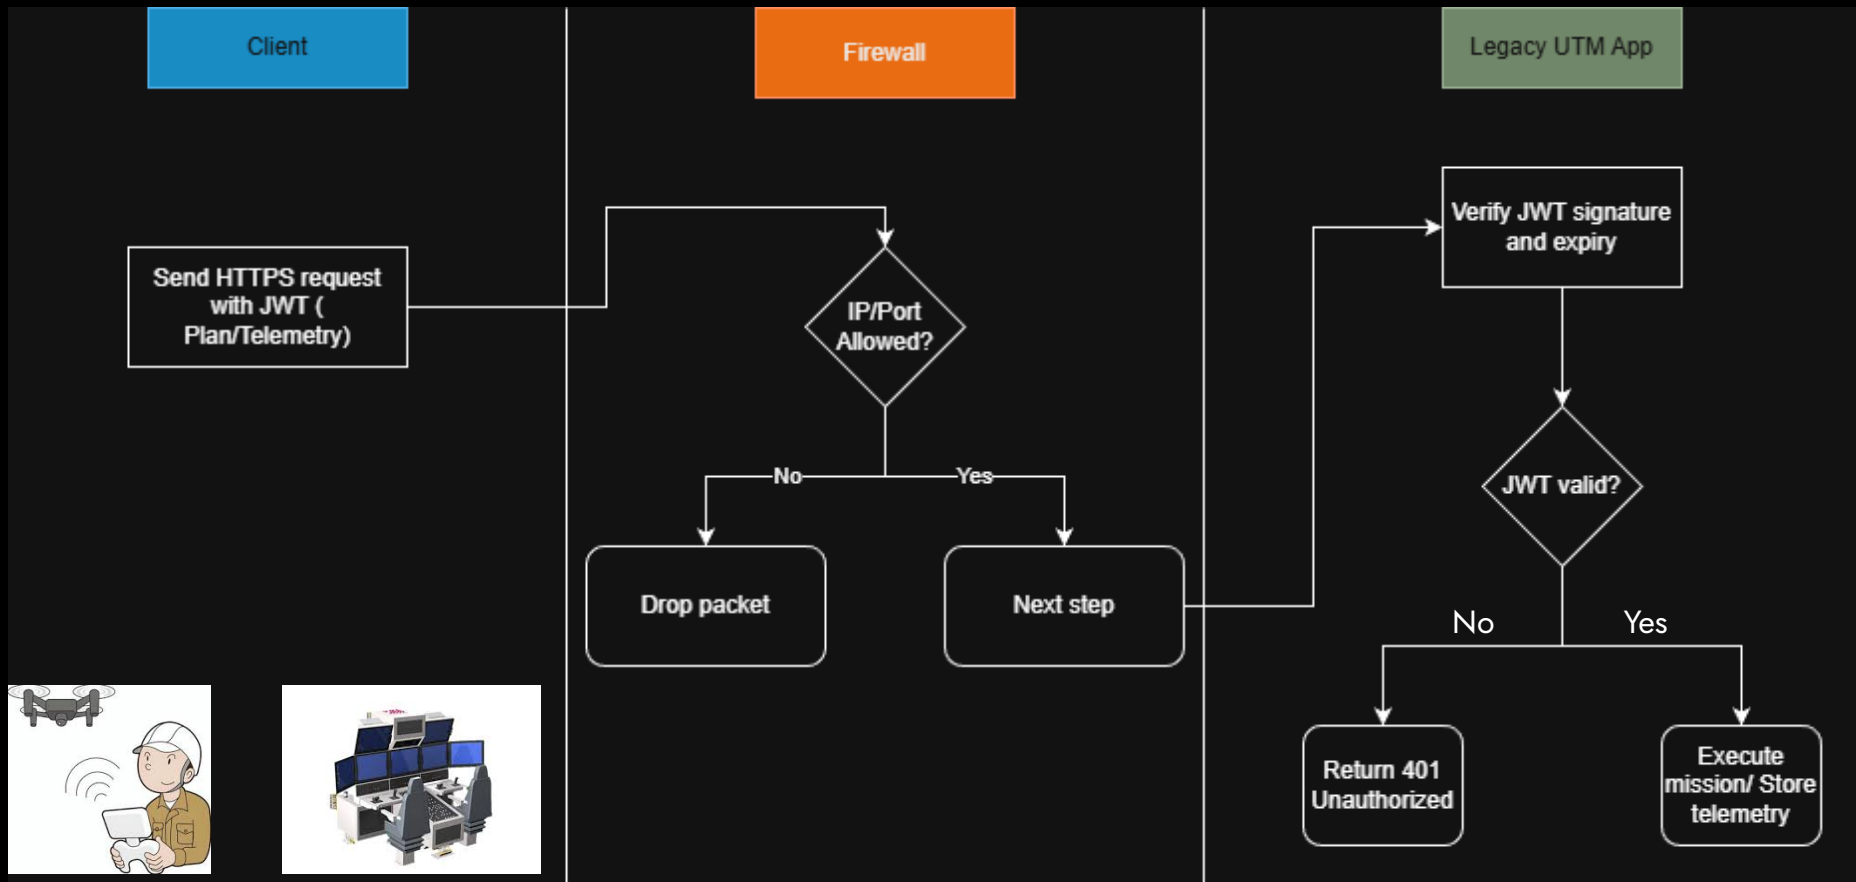 Client
Firewall
Legacy UTM App
Send HTTPS request
with JWT (
Plan/Telemetry)
IP/Port
Allowed?
No
Yes
Drop packet
Next step
Verify JWT signature
and expiry
JWT valid?
No
Yes
Return 401
Unauthorized
Execute
mission/ Store
telemetry